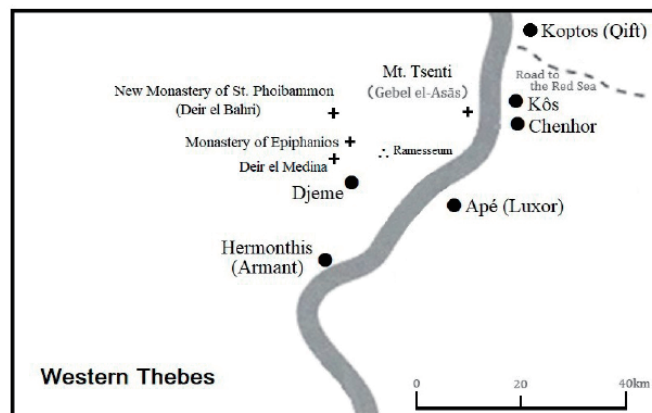 Koptos (Qift)
Mt. Tsenti
(Gebel el-Asās)
Road to
the Red Sea
New Monastery of St. Phoibammon
(Deir el Bahri)
Kôs
Chenhor
Monastery of Epiphanios
Ramesseum
Deir el Medina
Djeme
Apé (Luxor)
Hermonthis
(Armant)
Western Thebes
0 20 40km